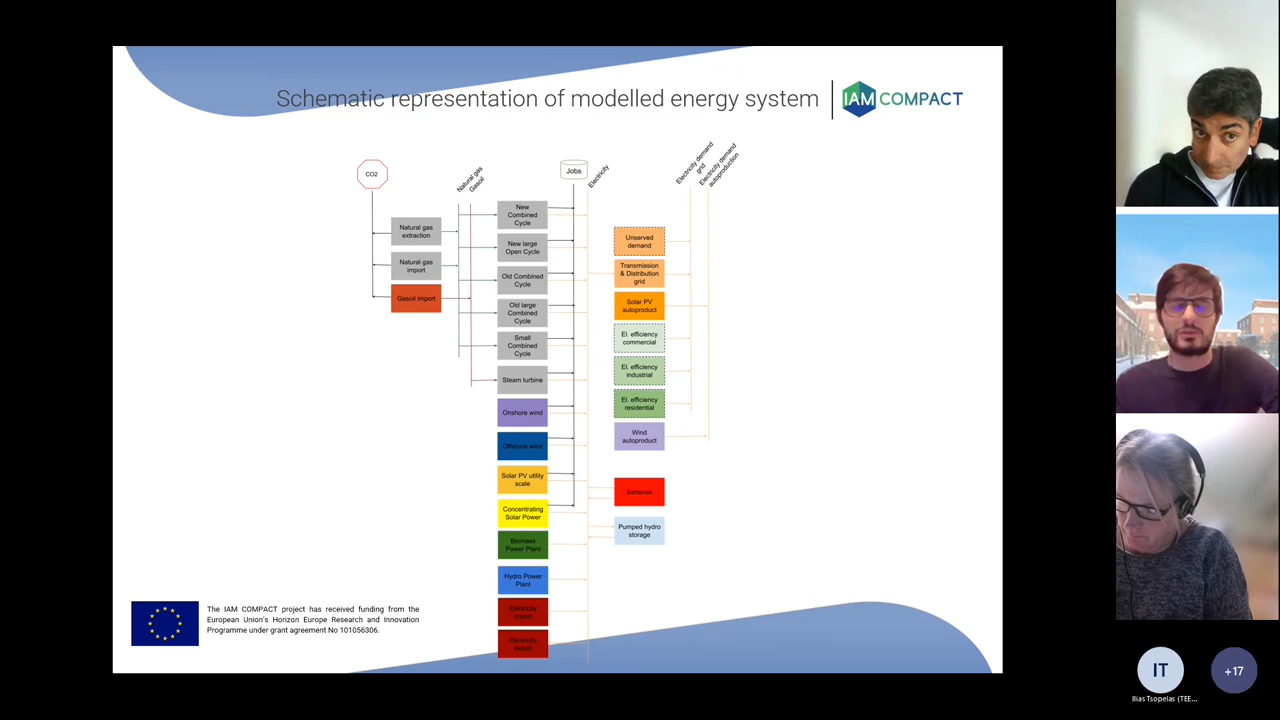 Schematic representation of modelled energy system
IAM COMPACT
CO2
Natural gas
Gasoil
Jobs
Electricity
Electricity demand
grid
Electricity demand
autoproduction
Natural gas
extraction
Natural gas
import
Gasoil import
New
Combined
Cycle
New large
Open Cycle
Old Combined
Cycle
Old large
Combined
Cycle
Small
Combined
Cycle
Steam turbine
Onshore wind
Offshore wind
Solar PV utility
scale
Concentrating
Solar Power
Biomass
Power Plant
Hydro Power
Plant
Electricity
import
Electricity
export
Unserved
demand
Transmission
& Distribution
grid
Solar PV
autoproduct
El. efficiency
commercial
El. efficiency
industrial
El. efficiency
residential
Wind
autoproduct
Batteries
Pumped hydro
storage
The IAM COMPACT project has received funding from the
European Union's Horizon Europe Research and Innovation
Programme under grant agreement No 101056306.
IT
+17
Ilias Tsopelas (TEE...